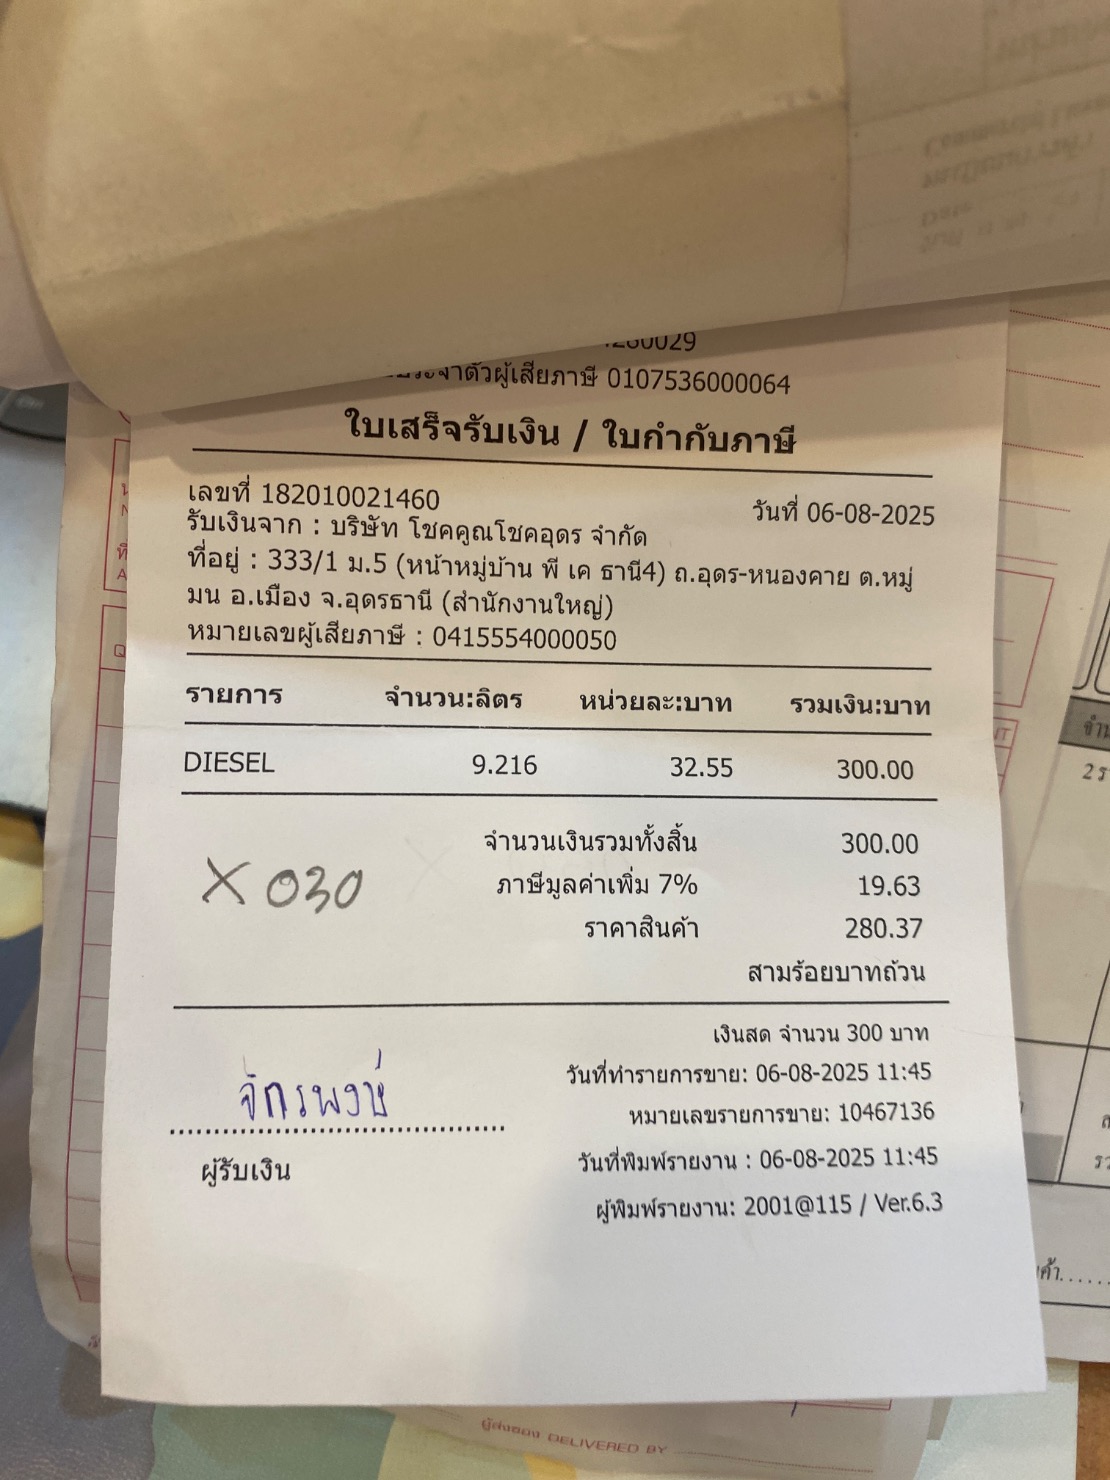 ประจำตัวผู้เสียภาษี 0107536000064
ใบเสร็จรับเงิน / ใบกำกับภาษี
เลขที่ 182010021460
วันที่ 06-08-2025
รับเงินจาก : บริษัท โชคคูณโชคอุดร จำกัด
ที่อยู่ : 333/1 ม.5 (หน้าหมู่บ้าน พี เค ธานี4) ถ.อุดร-หนองคาย ต.หมู่
มน อ.เมือง จ.อุดรธานี (สำนักงานใหญ่)
หมายเลขผู้เสียภาษี : 0415554000050
รายการ จำนวน:ลิตร หน่วยละ:บาท รวมเงิน:บาท
DIESEL 9.216 32.55 300.00
จำนวนเงินรวมทั้งสิ้น 300.00
ภาษีมูลค่าเพิ่ม 7% 19.63
X 030
ราคาสินค้า 280.37
สามร้อยบาทถ้วน
เงินสด จำนวน 300 บาท
วันที่ทำรายการขาย: 06-08-2025 11:45
จักรพงษ์
หมายเลขรายการขาย: 10467136
ผู้รับเงิน
วันที่พิมพ์รายงาน : 06-08-2025 11:45
ผู้พิมพ์รายงาน: 2001@115 / Ver.6.3
ผู้ส่งของ DELIVERED BY